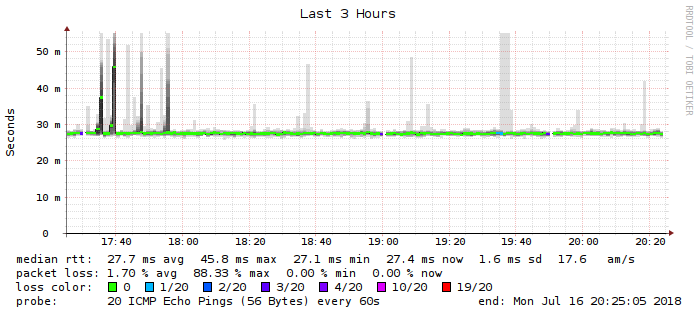 Last 3 Hours
RRDTOOL / TOBI OETIKER
Seconds
50 m
40 m
30 m
20 m
10 m
0
17:40 18:00 18:20 18:40 19:00 19:20 19:40 20:00 20:20
median rtt: 27.7 ms avg 45.8 ms max 27.1 ms min 27.4 ms now 1.6 ms sd 17.6 am/s
packet loss: 1.70 % avg 88.33 % max 0.00 % min 0.00 % now
loss color: 0 1/20 2/20 3/20 4/20 10/20 19/20
probe: 20 ICMP Echo Pings (56 Bytes) every 60s end: Mon Jul 16 20:25:05 2018